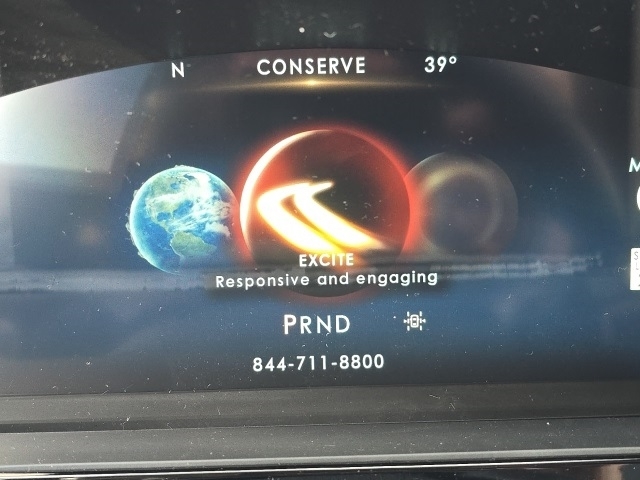 N CONSERVE 39°
EXCITE
Responsive and engaging
PRND
844-711-8800